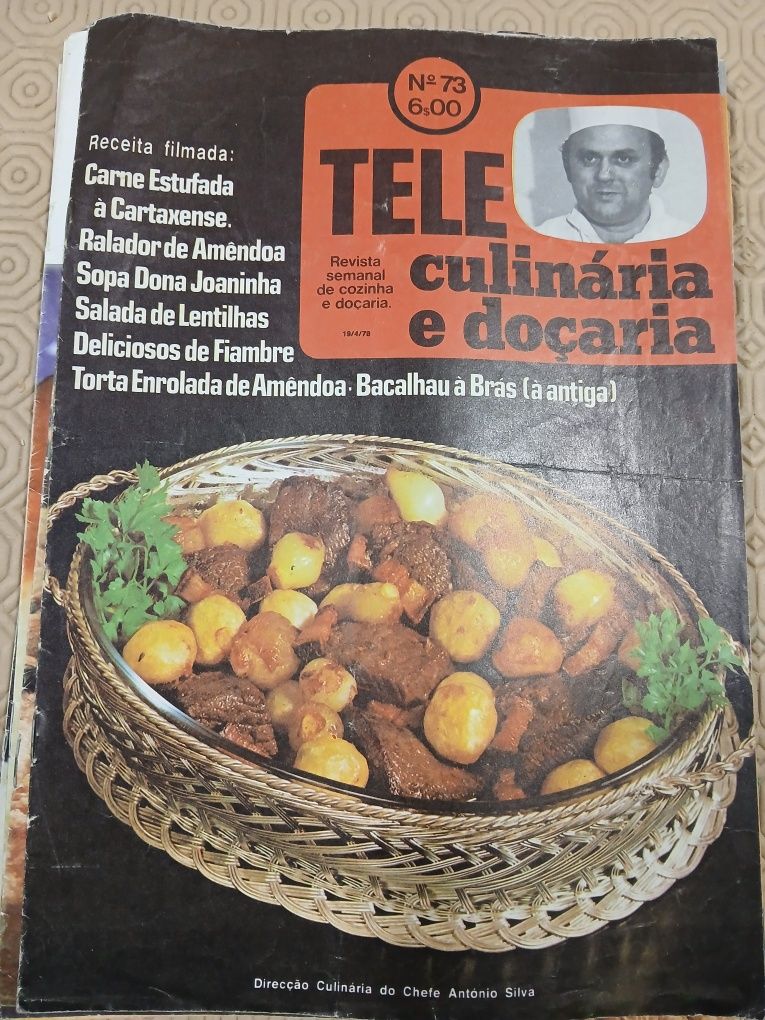 Nº 73
6$00
TELE
culinária
e doçaria
Revista
semanal
de cozinha
e doçaria.
19/4/78
Receita filmada:
Carne Estufada
à Cartaxense.
Ralador de Amêndoa
Sopa Dona Joaninha
Salada de Lentilhas
Deliciosos de Fiambre
Torta Enrolada de Amêndoa · Bacalhau à Brás (à antiga)
Direcção Culinária do Chefe António Silva